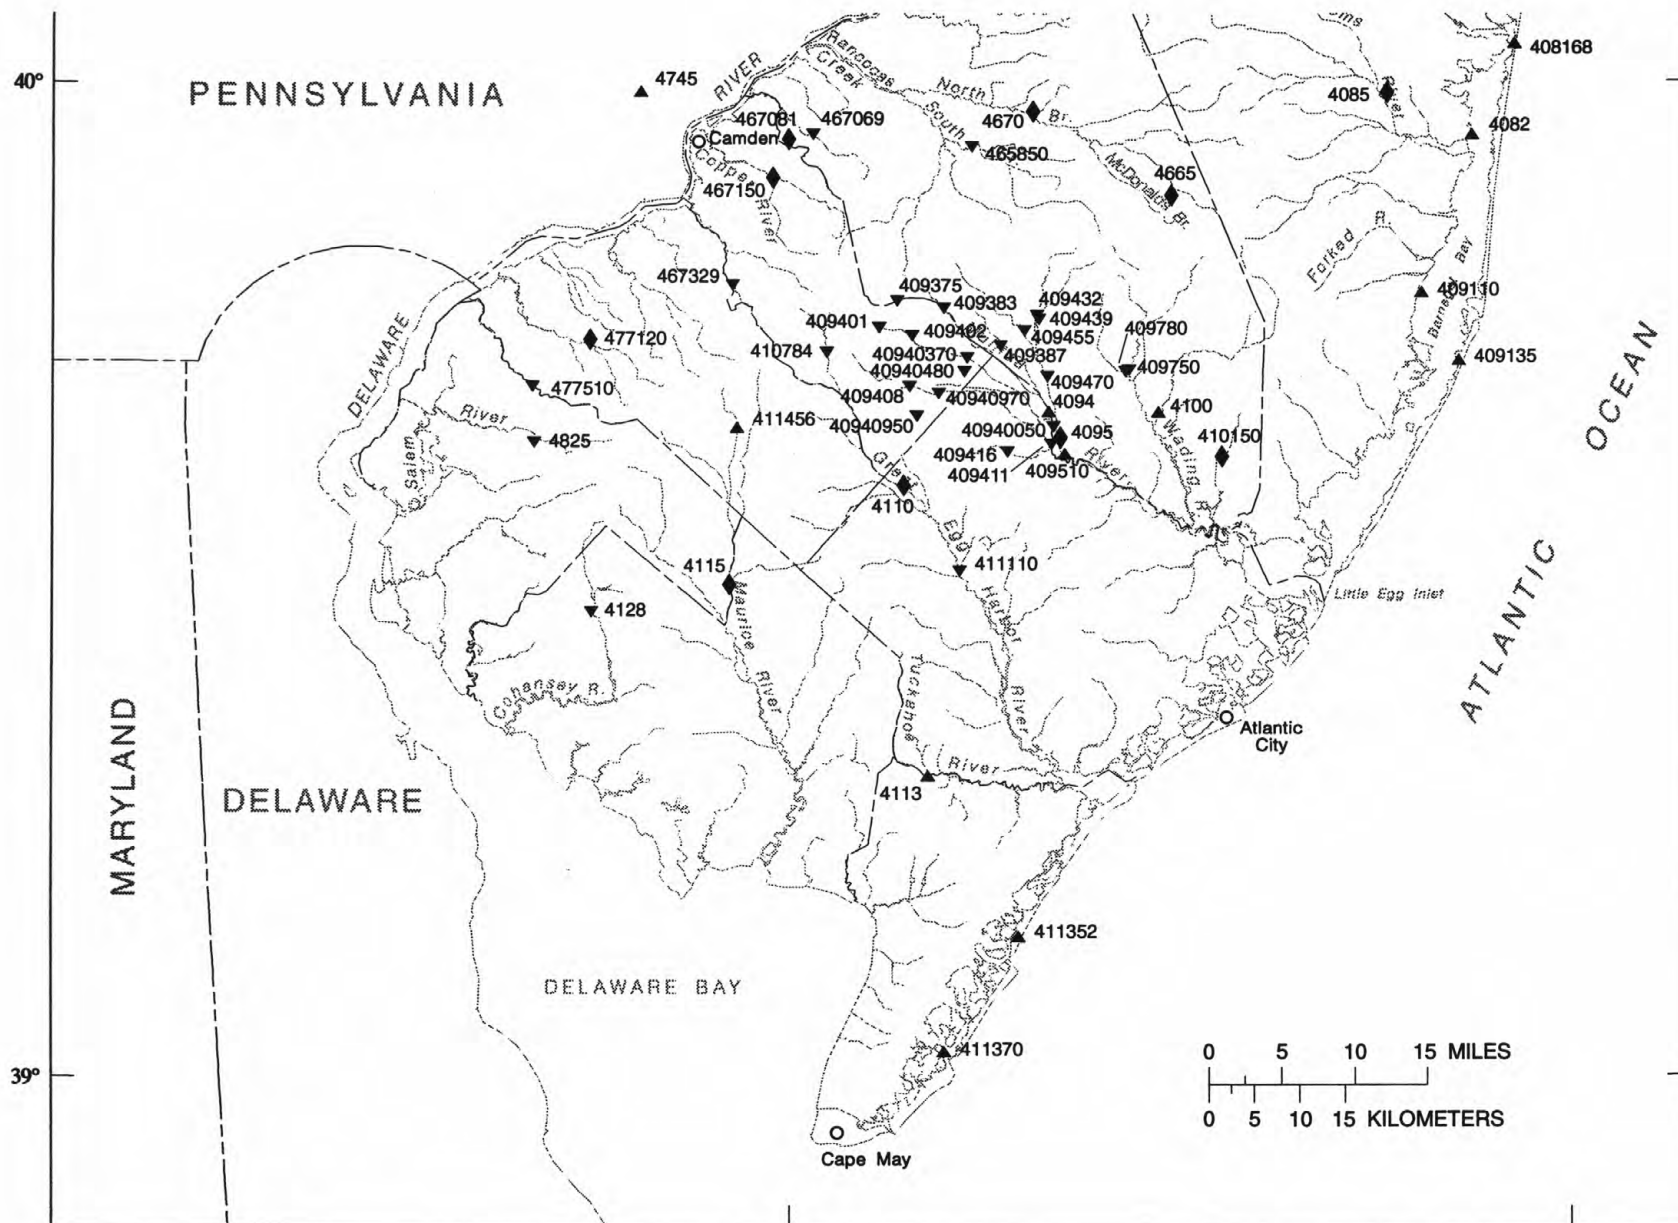 oms
408168
40°
PENNSYLVANIA
4745
RIVER
Rancocas
Creek
North
Br.
4670
4085
4082
467081
467069
Camden
South
465850
McDonalds Br.
4665
Cooper
River
467150
Forked
R.
467329
409375
409383
409432
409439
409110
Barnegat Bay
409401
409402
409455
409780
410784
40940370
409387
409135
477120
40940480
409750
DELAWARE
409408
40940970
409470
477510
4094
4100
OCEAN
River
411456
40940950
40940050
4095
410150
4825
409416
409510
Wading R.
Salem
409411
River
Great
4110
Egg
4115
411110
ATLANTIC
4128
Maurice
Harbor
Little Egg Inlet
Cohansey R.
River
Tuckahoe
River
Atlantic
City
MARYLAND
DELAWARE
River
4113
411352
DELAWARE BAY
411370
0 5 10 15 MILES
39°
0 5 10 15 KILOMETERS
Cape May